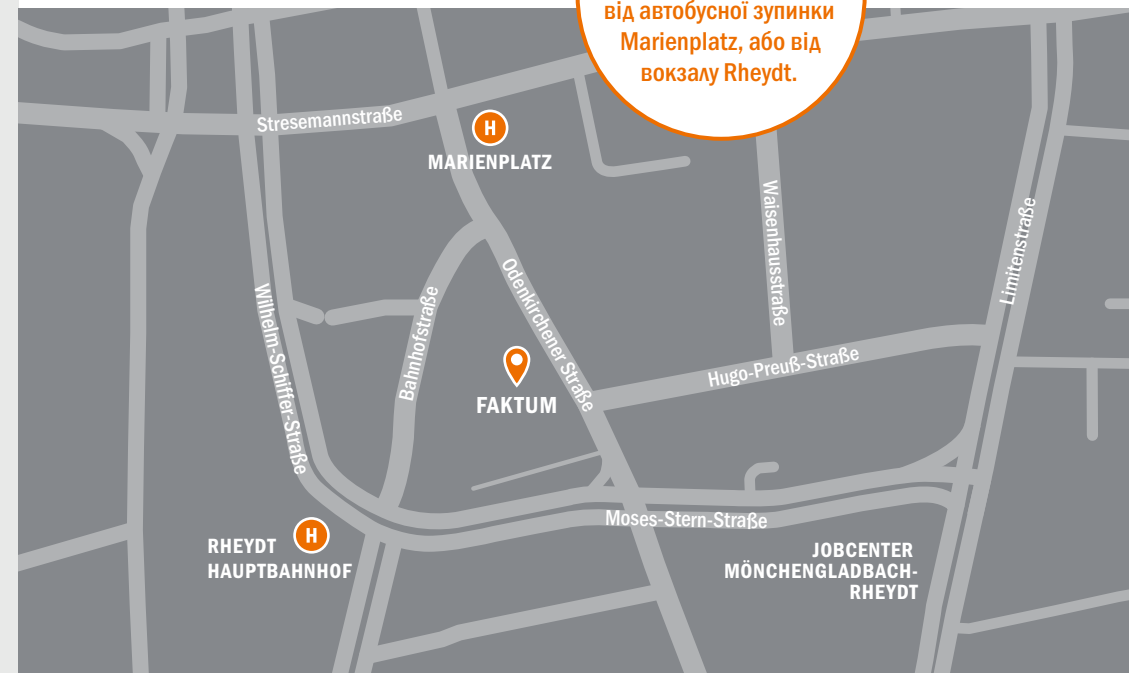 від автобусної зупинки
Marienplatz, або від
вокзалу Rheydt.
Stresemannstraße
H
MARIENPLATZ
Waisenhausstraße
Limitenstraße
Odenkirchener Straße
Wilhelm-Schiffer-Straße
Bahnhofstraße
Hugo-Preuß-Straße
FAKTUM
Moses-Stern-Straße
H
RHEYDT
HAUPTBAHNHOF
JOBCENTER
MÖNCHENGLADBACH-
RHEYDT